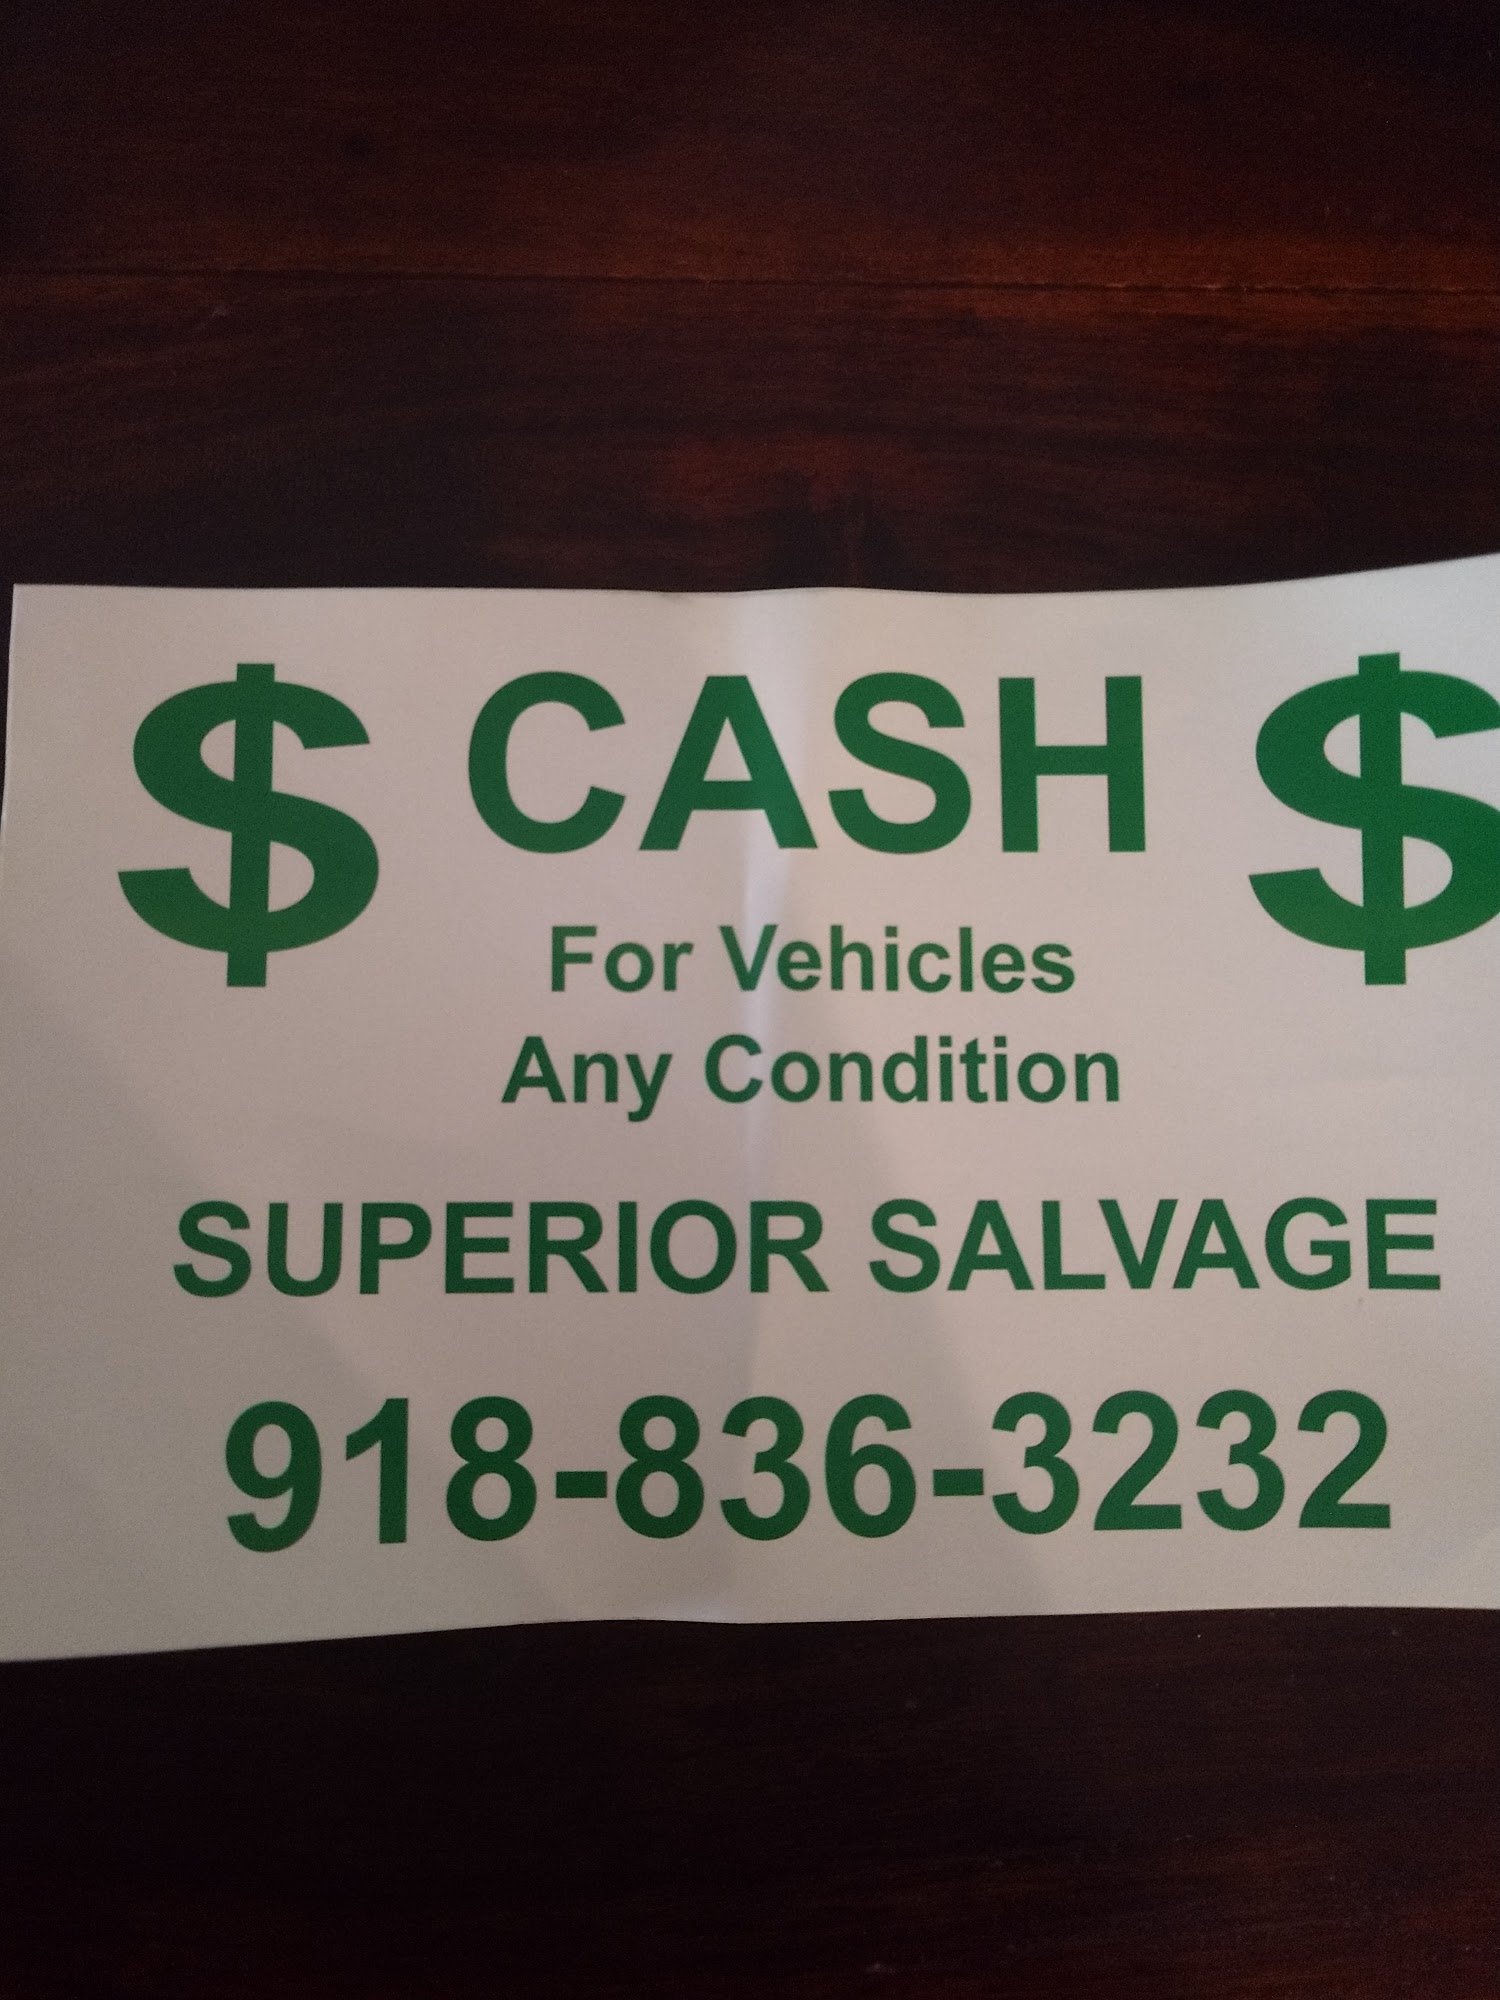 $ CASH $
For Vehicles
Any Condition
SUPERIOR SALVAGE
918-836-3232